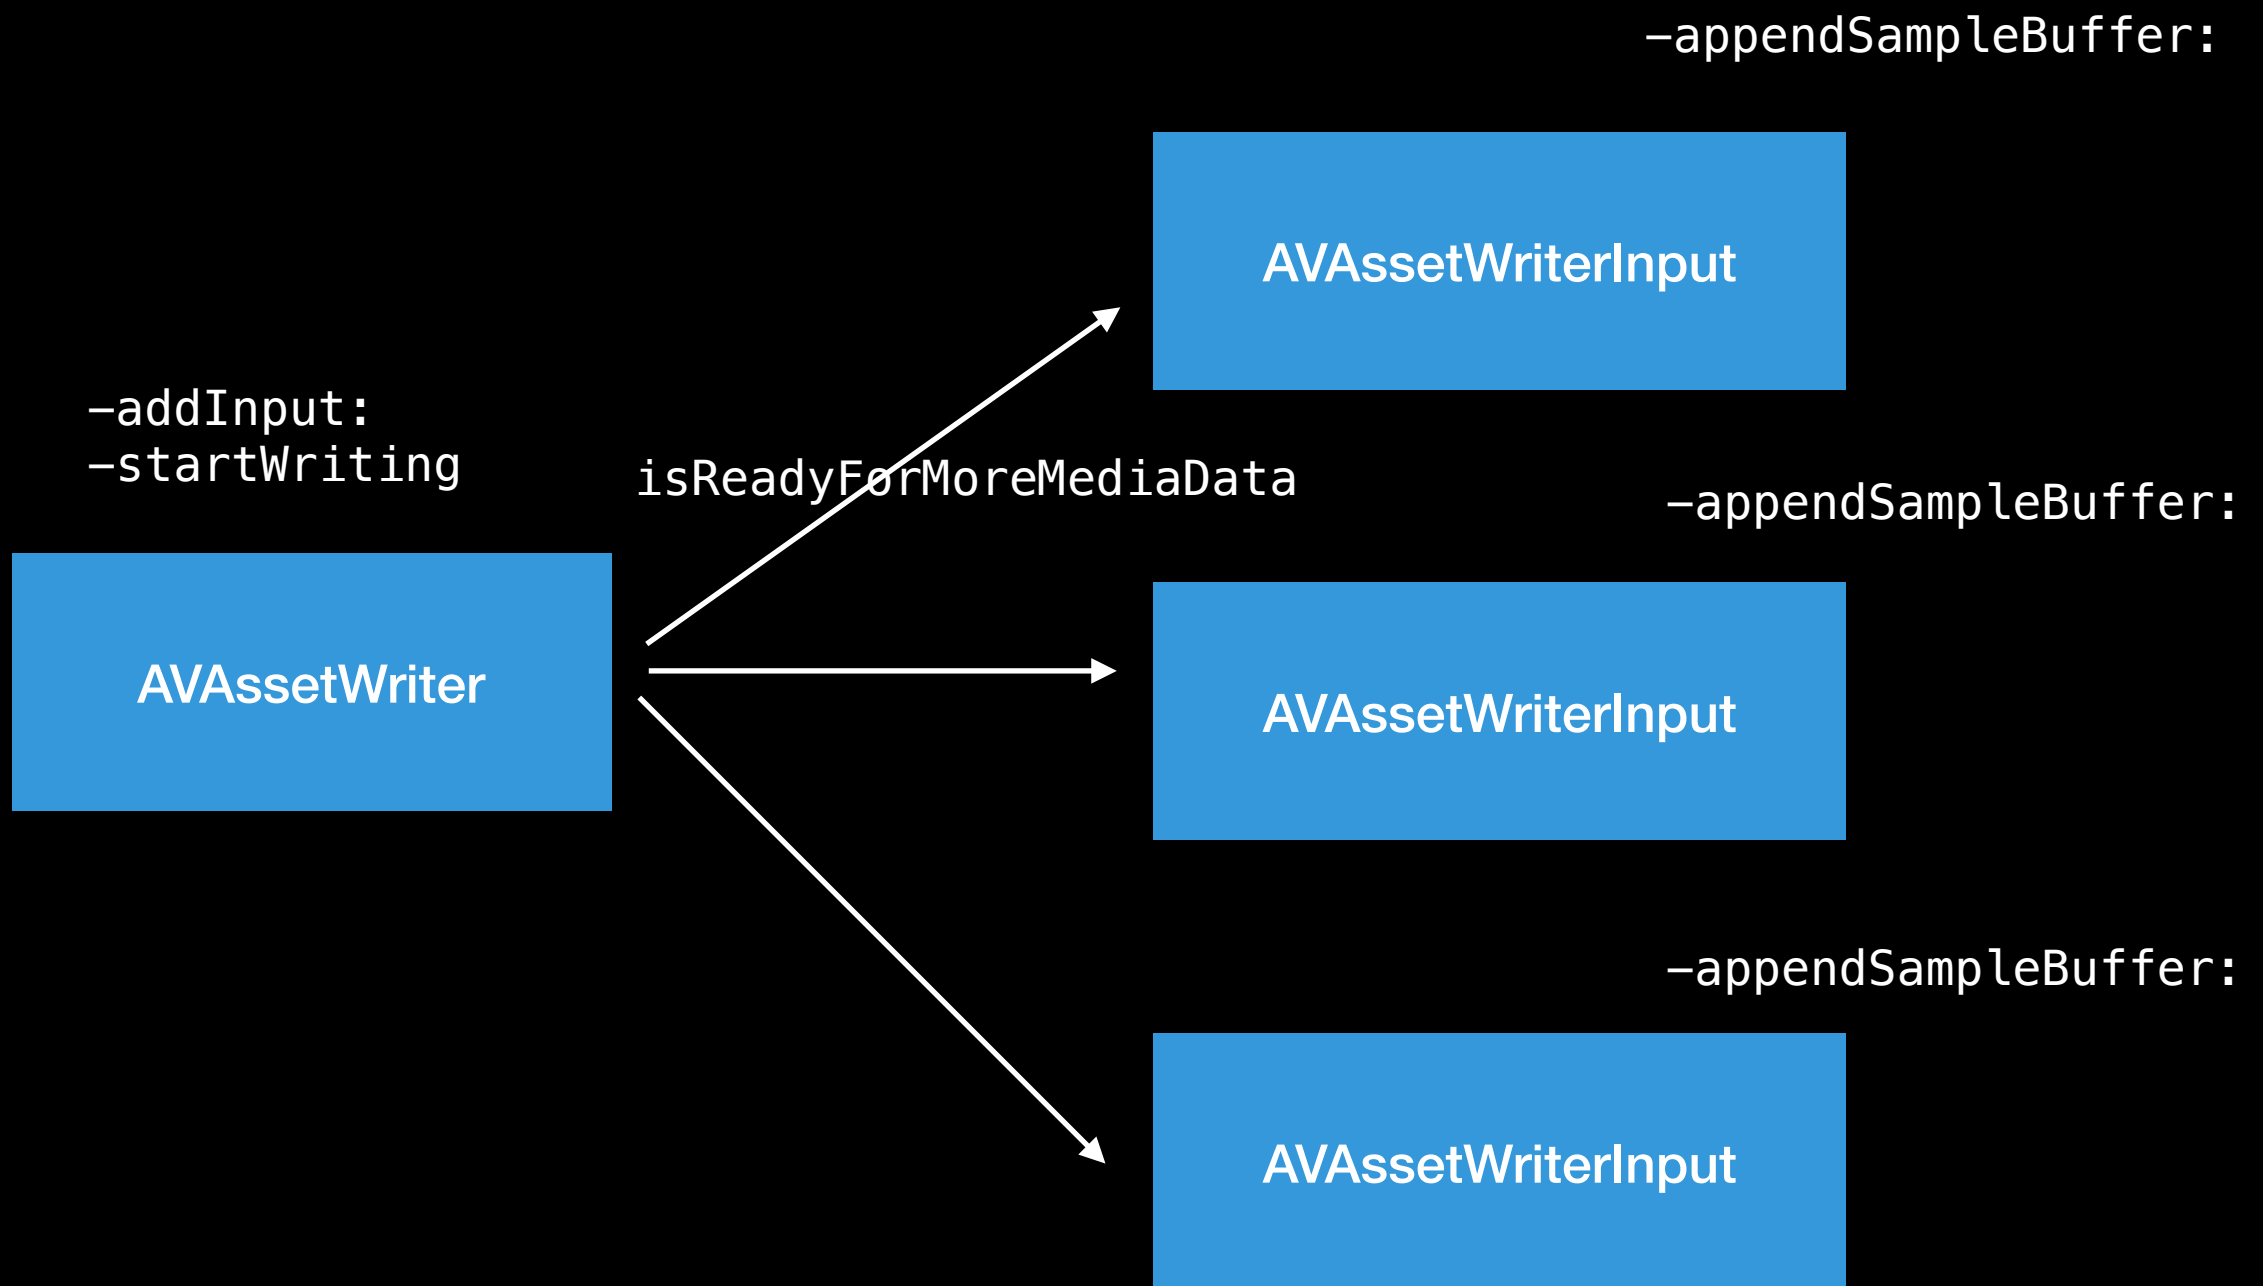 −appendSampleBuffer:
AVAssetWriterInput
−addInput:
−startWriting
isReadyForMoreMediaData
−appendSampleBuffer:
AVAssetWriter
AVAssetWriterInput
−appendSampleBuffer:
AVAssetWriterInput